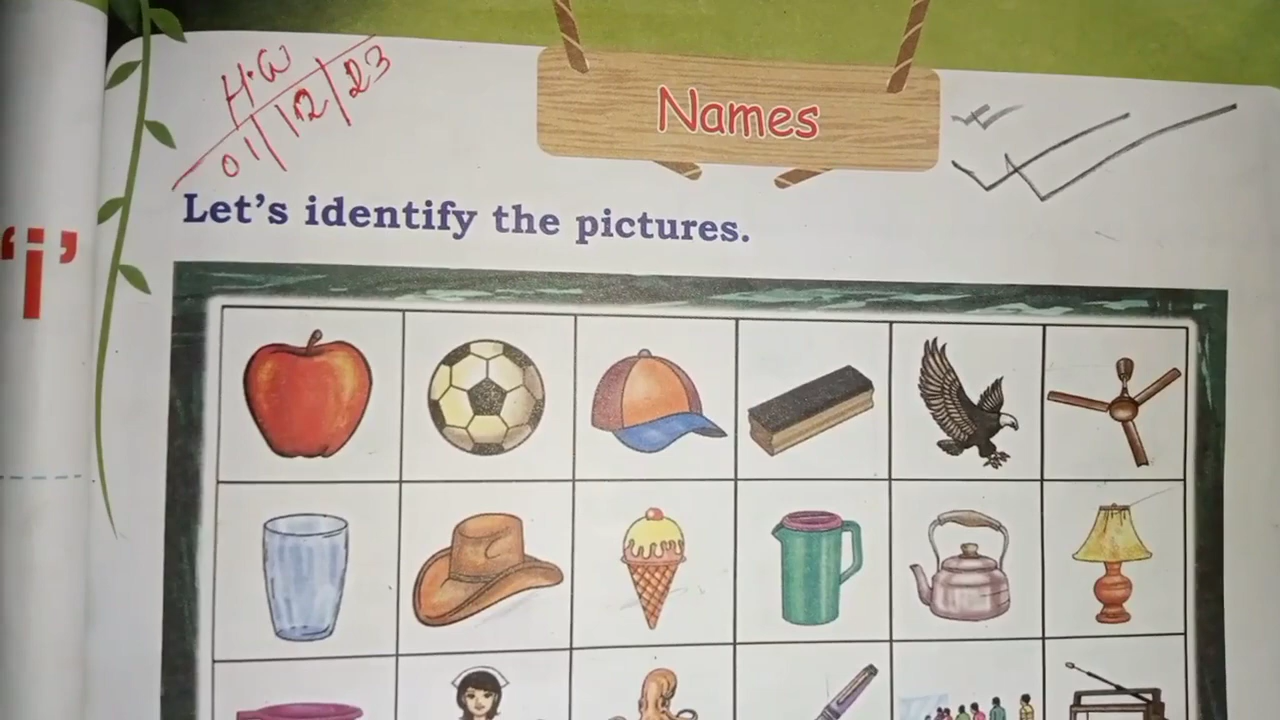 H.W
01/12/23
Names
Let's identify the pictures.
'i'